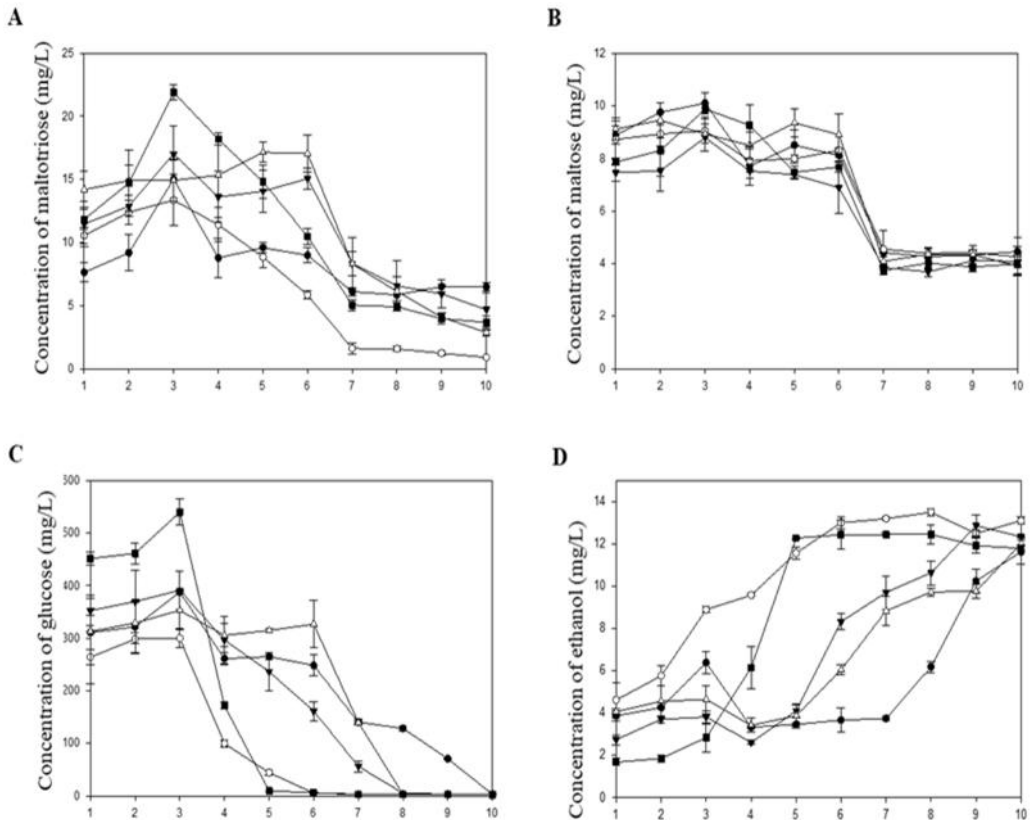 A
B
Concentration of maltotriose (mg/L)
25
20
15
10
5
0
1 2 3 4 5 6 7 8 9 10
Concentration of maltose (mg/L)
12
10
8
6
4
2
0
1 2 3 4 5 6 7 8 9 10
C
D
Concentration of glucose (mg/L)
500
500
400
300
200
100
0
1 2 3 4 5 6 7 8 9 10
Concentration of ethanol (mg/L)
14
12
10
8
6
4
2
0
1 2 3 4 5 6 7 8 9 10